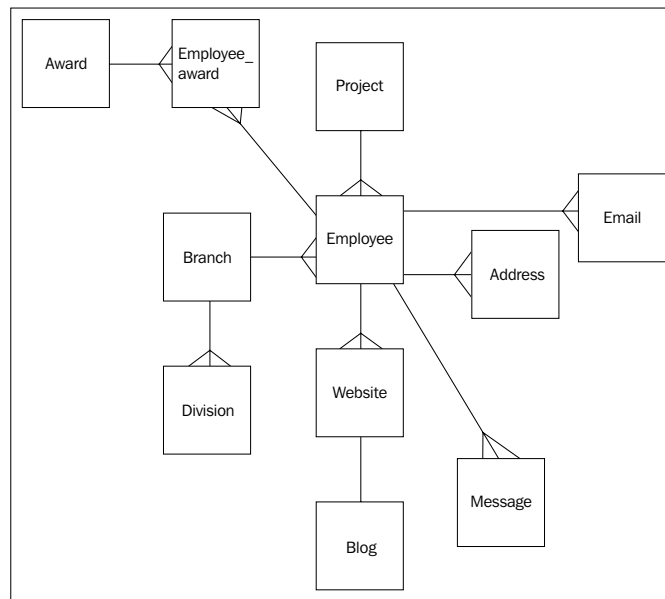 Award
Employee_
award
Project
Email
Employee
Branch
Address
Website
Division
Message
Blog